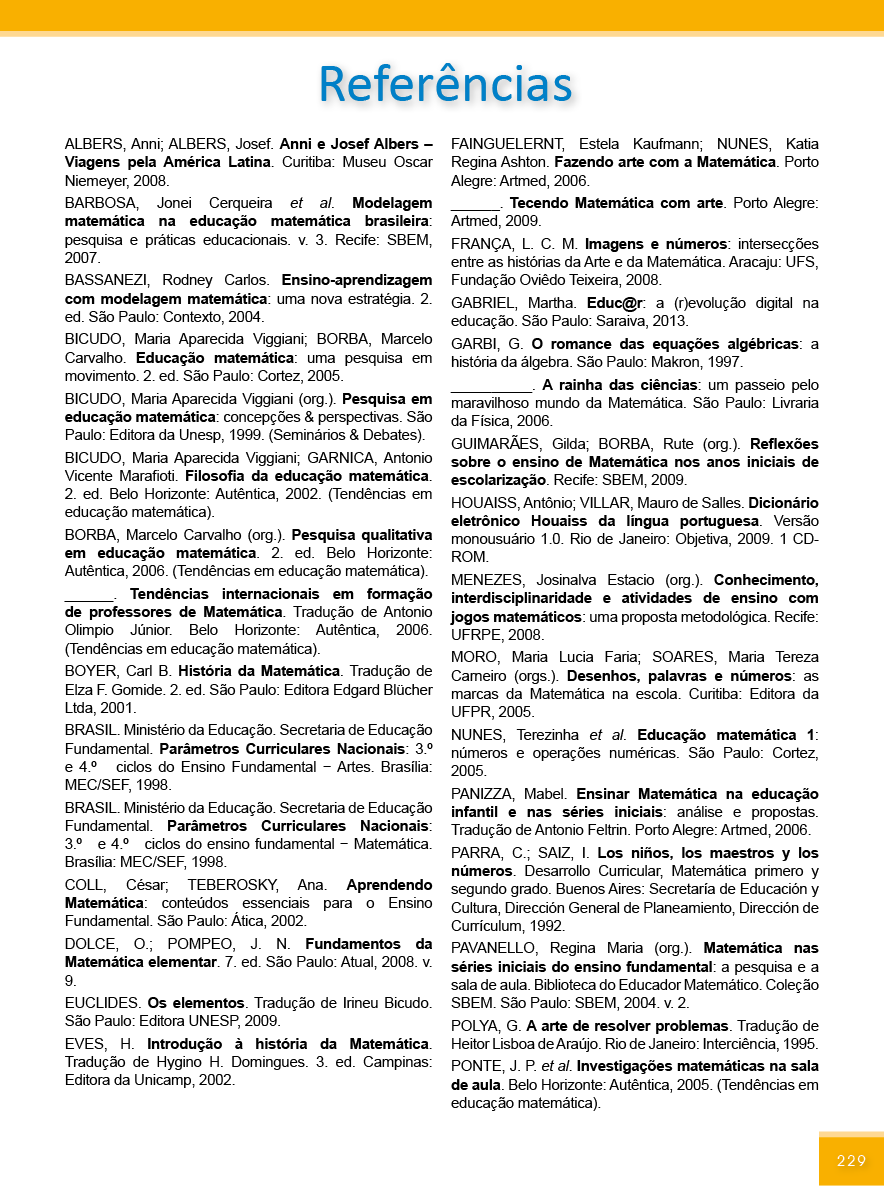 Referências
ALBERS, Anni; ALBERS, Josef. Anni e Josef Albers –
Viagens pela América Latina. Curitiba: Museu Oscar
Niemeyer, 2008.
BARBOSA, Jonei Cerqueira et al. Modelagem
matemática na educação matemática brasileira:
pesquisa e práticas educacionais. v. 3. Recife: SBEM,
2007.
BASSANEZI, Rodney Carlos. Ensino-aprendizagem
com modelagem matemática: uma nova estratégia. 2.
ed. São Paulo: Contexto, 2004.
BICUDO, Maria Aparecida Viggiani; BORBA, Marcelo
Carvalho. Educação matemática: uma pesquisa em
movimento. 2. ed. São Paulo: Cortez, 2005.
BICUDO, Maria Aparecida Viggiani (org.). Pesquisa em
educação matemática: concepções & perspectivas. São
Paulo: Editora da Unesp, 1999. (Seminários & Debates).
BICUDO, Maria Aparecida Viggiani; GARNICA, Antonio
Vicente Marafioti. Filosofia da educação matemática.
2. ed. Belo Horizonte: Autêntica, 2002. (Tendências em
educação matemática).
BORBA, Marcelo Carvalho (org.). Pesquisa qualitativa
em educação matemática. 2. ed. Belo Horizonte:
Autêntica, 2006. (Tendências em educação matemática).
______. Tendências internacionais em formação
de professores de Matemática. Tradução de Antonio
Olimpio Júnior. Belo Horizonte: Autêntica, 2006.
(Tendências em educação matemática).
BOYER, Carl B. História da Matemática. Tradução de
Elza F. Gomide. 2. ed. São Paulo: Editora Edgard Blücher
Ltda, 2001.
BRASIL. Ministério da Educação. Secretaria de Educação
Fundamental. Parâmetros Curriculares Nacionais: 3.º
e 4.º ciclos do Ensino Fundamental − Artes. Brasília:
MEC/SEF, 1998.
BRASIL. Ministério da Educação. Secretaria de Educação
Fundamental. Parâmetros Curriculares Nacionais:
3.º e 4.º ciclos do ensino fundamental − Matemática.
Brasília: MEC/SEF, 1998.
COLL, César; TEBEROSKY, Ana. Aprendendo
Matemática: conteúdos essenciais para o Ensino
Fundamental. São Paulo: Ática, 2002.
DOLCE, O.; POMPEO, J. N. Fundamentos da
Matemática elementar. 7. ed. São Paulo: Atual, 2008. v.
9.
EUCLIDES. Os elementos. Tradução de Irineu Bicudo.
São Paulo: Editora UNESP, 2009.
EVES, H. Introdução à história da Matemática.
Tradução de Hygino H. Domingues. 3. ed. Campinas:
Editora da Unicamp, 2002.
FAINGUELERNT, Estela Kaufmann; NUNES, Katia
Regina Ashton. Fazendo arte com a Matemática. Porto
Alegre: Artmed, 2006.
______. Tecendo Matemática com arte. Porto Alegre:
Artmed, 2009.
FRANÇA, L. C. M. Imagens e números: intersecções
entre as histórias da Arte e da Matemática. Aracaju: UFS,
Fundação Oviêdo Teixeira, 2008.
GABRIEL, Martha. Educ@r: a (r)evolução digital na
educação. São Paulo: Saraiva, 2013.
GARBI, G. O romance das equações algébricas: a
história da álgebra. São Paulo: Makron, 1997.
__________. A rainha das ciências: um passeio pelo
maravilhoso mundo da Matemática. São Paulo: Livraria
da Física, 2006.
GUIMARÃES, Gilda; BORBA, Rute (org.). Reflexões
sobre o ensino de Matemática nos anos iniciais de
escolarização. Recife: SBEM, 2009.
HOUAISS, Antônio; VILLAR, Mauro de Salles. Dicionário
eletrônico Houaiss da língua portuguesa. Versão
monousuário 1.0. Rio de Janeiro: Objetiva, 2009. 1 CD-
ROM.
MENEZES, Josinalva Estacio (org.). Conhecimento,
interdisciplinaridade e atividades de ensino com
jogos matemáticos: uma proposta metodológica. Recife:
UFRPE, 2008.
MORO, Maria Lucia Faria; SOARES, Maria Tereza
Carneiro (orgs.). Desenhos, palavras e números: as
marcas da Matemática na escola. Curitiba: Editora da
UFPR, 2005.
NUNES, Terezinha et al. Educação matemática 1:
números e operações numéricas. São Paulo: Cortez,
2005.
PANIZZA, Mabel. Ensinar Matemática na educação
infantil e nas séries iniciais: análise e propostas.
Tradução de Antonio Feltrin. Porto Alegre: Artmed, 2006.
PARRA, C.; SAIZ, I. Los niños, los maestros y los
números. Desarrollo Curricular, Matemática primero y
segundo grado. Buenos Aires: Secretaría de Educación y
Cultura, Dirección General de Planeamiento, Dirección de
Currículum, 1992.
PAVANELLO, Regina Maria (org.). Matemática nas
séries iniciais do ensino fundamental: a pesquisa e a
sala de aula. Biblioteca do Educador Matemático. Coleção
SBEM. São Paulo: SBEM, 2004. v. 2.
POLYA, G. A arte de resolver problemas. Tradução de
Heitor Lisboa de Araújo. Rio de Janeiro: Interciência, 1995.
PONTE, J. P. et al. Investigações matemáticas na sala
de aula. Belo Horizonte: Autêntica, 2005. (Tendências em
educação matemática).
229